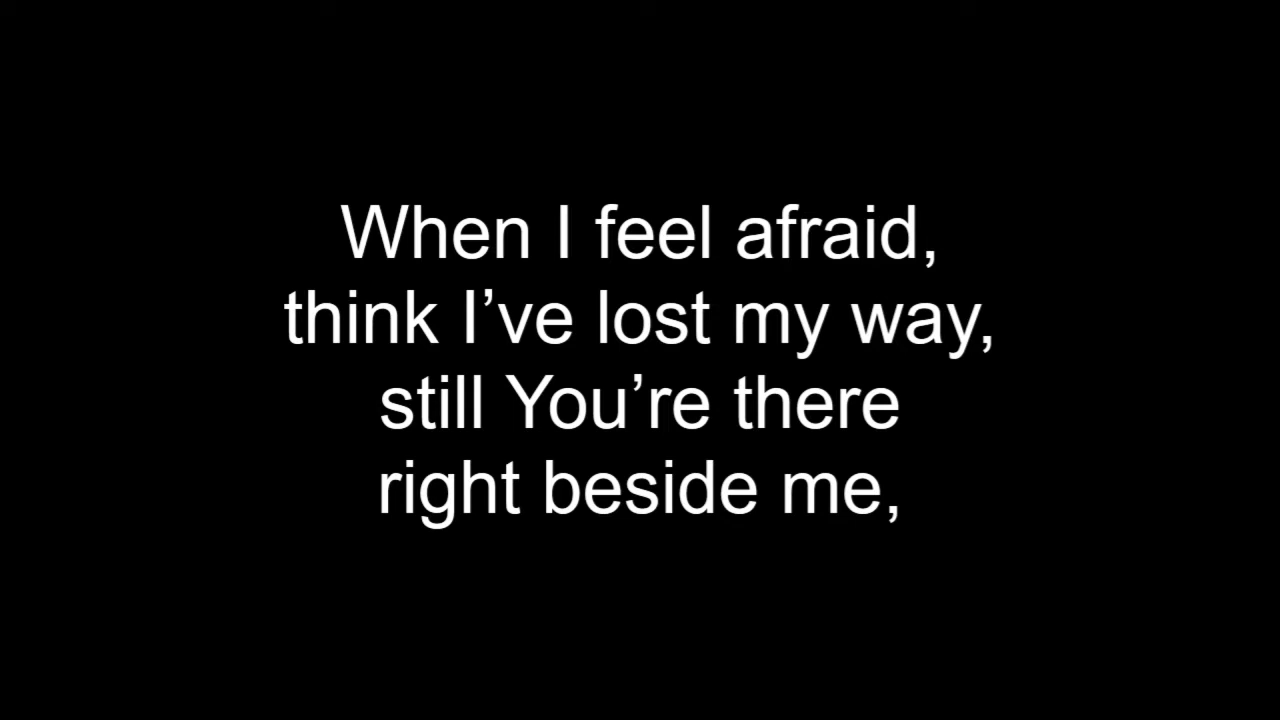 When I feel afraid,
think I’ve lost my way,
still You’re there
right beside me,